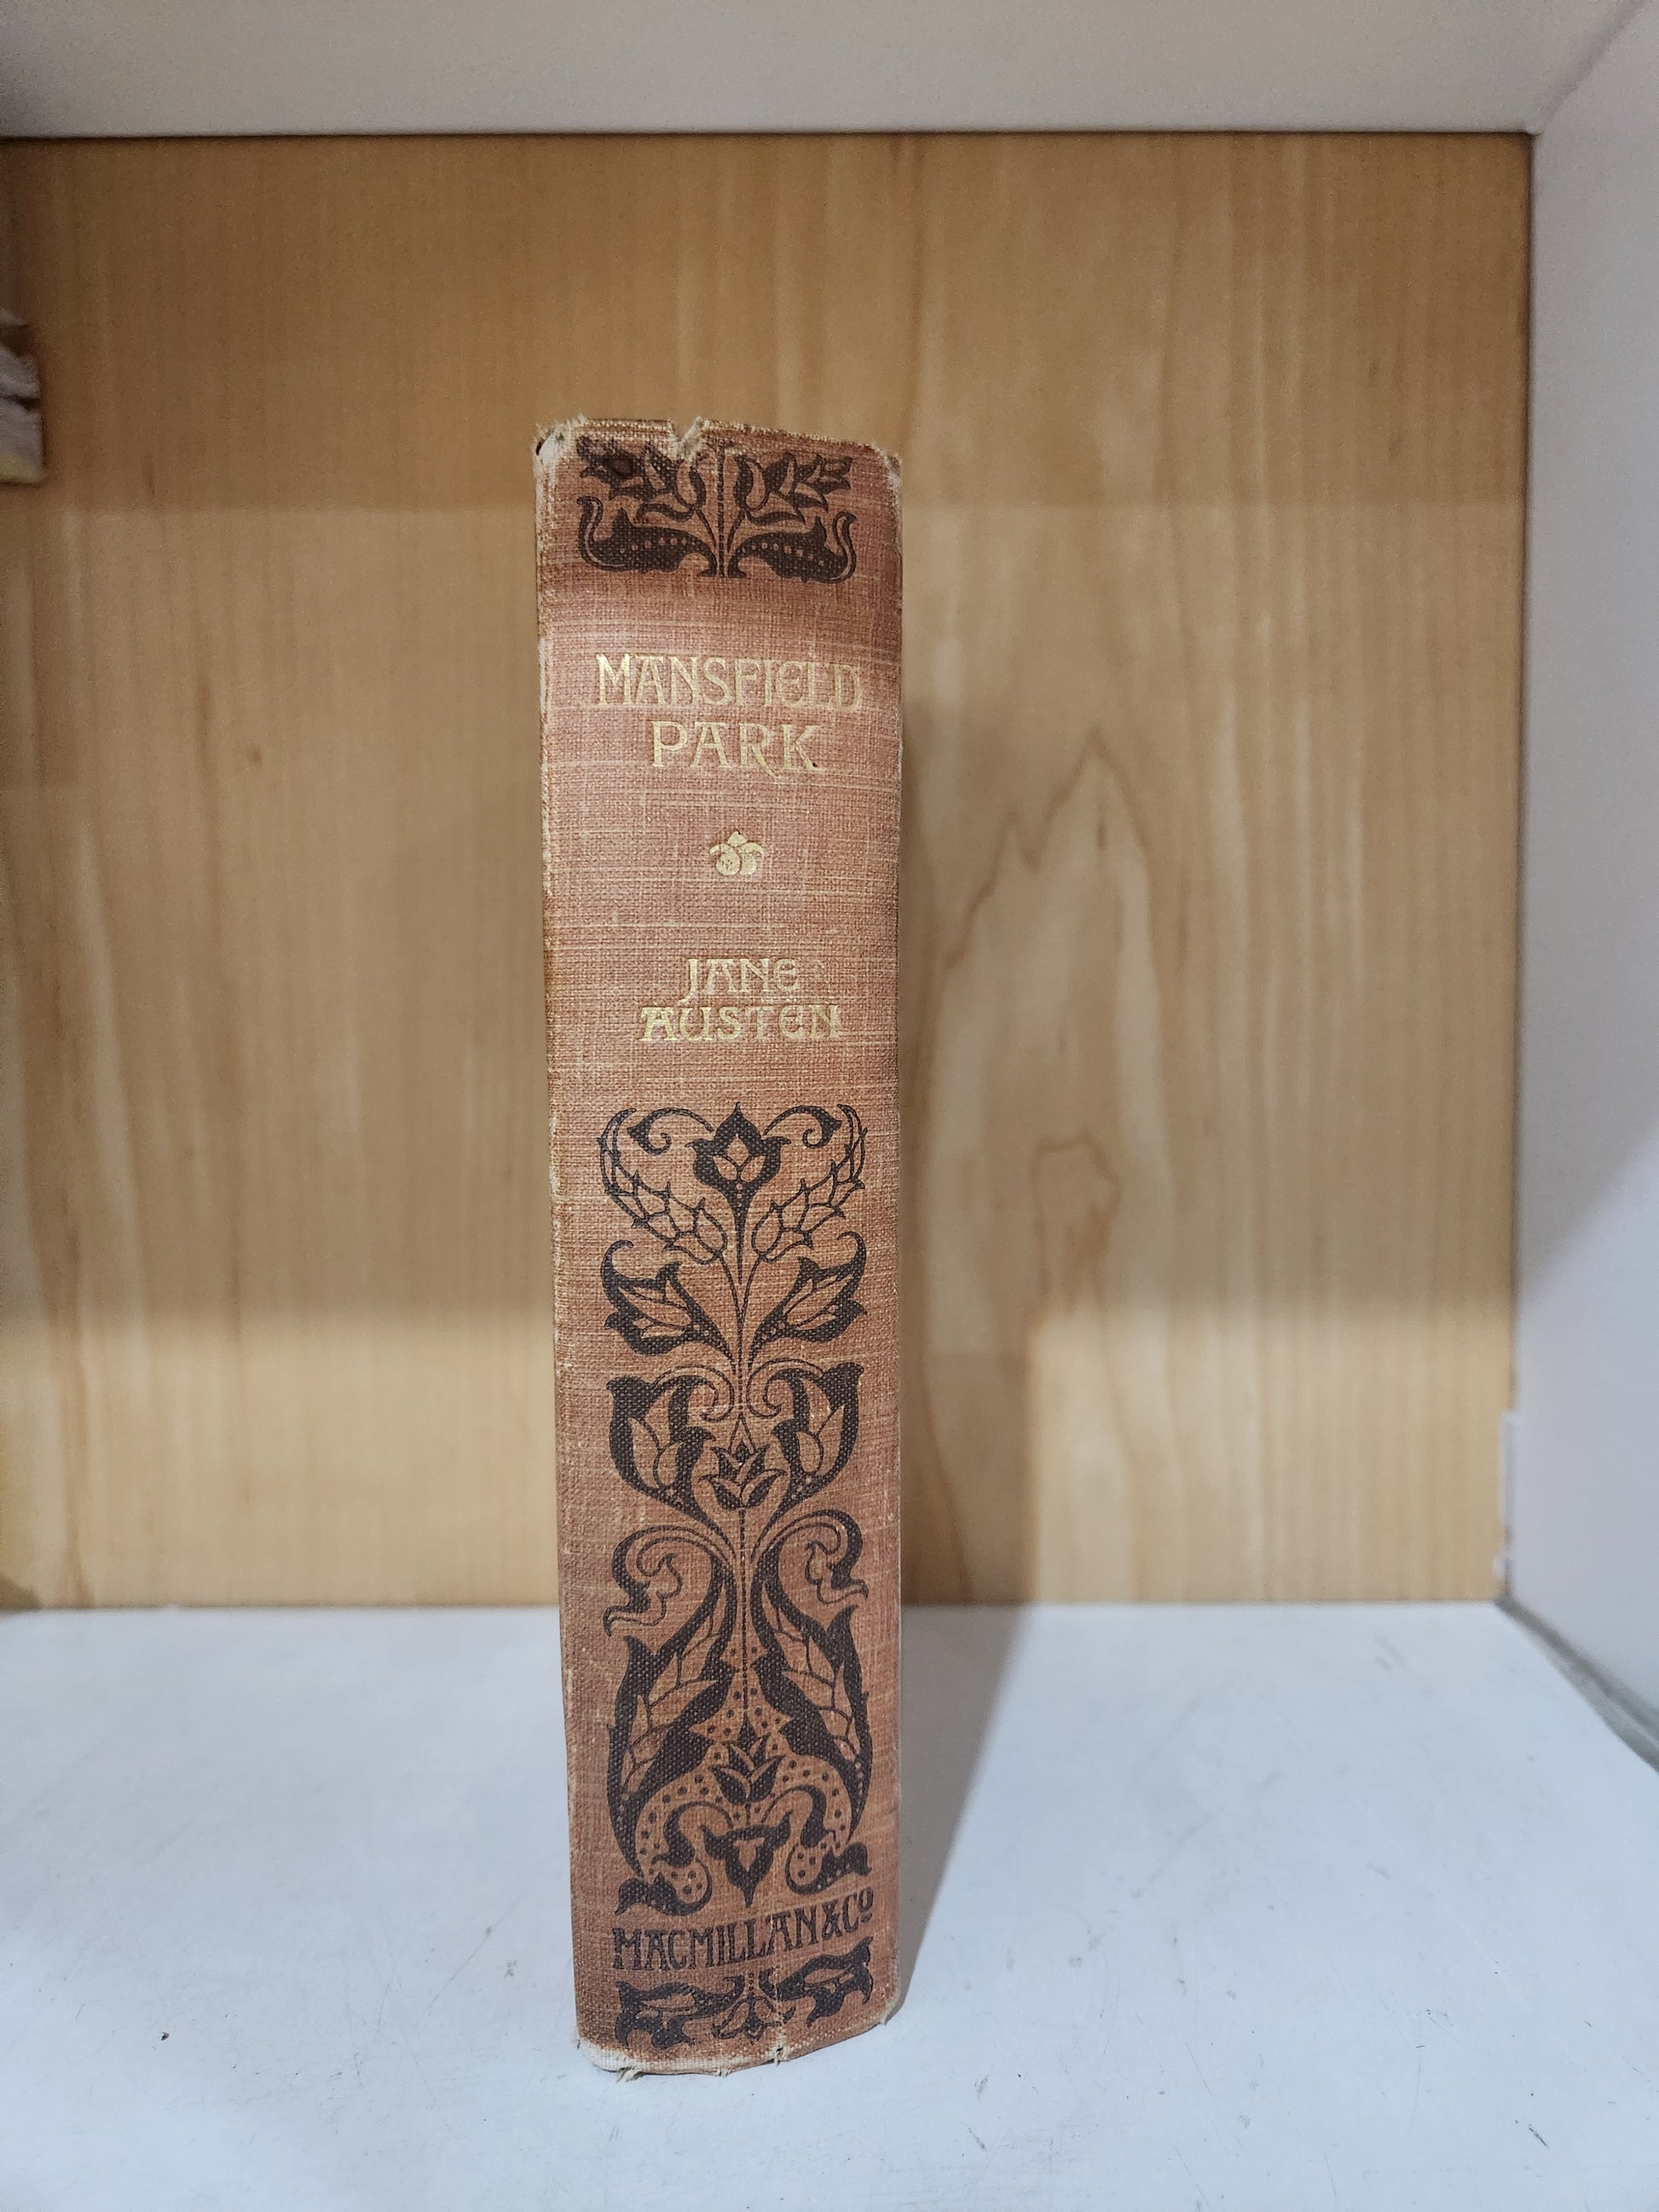 MANSFIELD
PARK
JANE
AUSTEN
MACMILLAN & Co